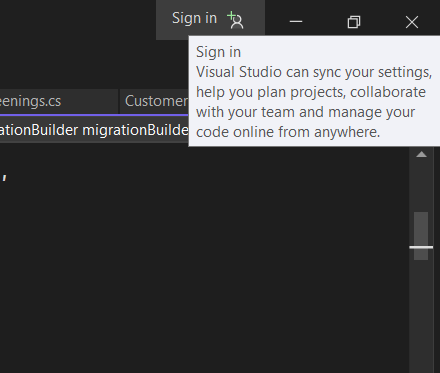 Sign in
Sign in
Visual Studio can sync your settings,
help you plan projects, collaborate
with your team and manage your
code online from anywhere.
eenings.cs
Customer
ationBuilder migrationBuilde
,